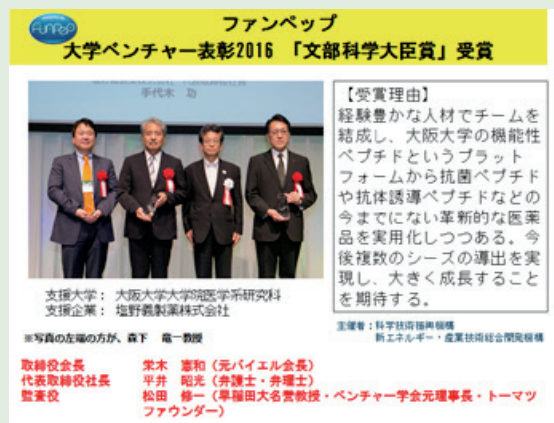 FUNPEP
ファンペップ
大学ベンチャー表彰2016 「文部科学大臣賞」受賞
手代木 功
【受賞理由】
経験豊かな人材でチームを
結成し、大阪大学の機能性
ペプチドというプラット
フォームから抗菌ペプチド
や抗体誘導ペプチドなどの
今までにない革新的な医薬
品を実用化しつつある。今
後複数のシーズの導出を実
現し、大きく成長すること
を期待する。
支援大学： 大阪大学大学院医学系研究科
支援企業： 塩野義製薬株式会社
主催者：科学技術振興機構
新エネルギー・産業技術総合開発機構
※写真の左端の方が、森下 竜一教授
取締役会長 栄木 憲和（元バイエル会長）
代表取締役社長 平井 昭光（弁護士・弁理士）
監査役 松田 修一（早稲田大名誉教授・ベンチャー学会元理事長・トーマツ
ファウンダー）